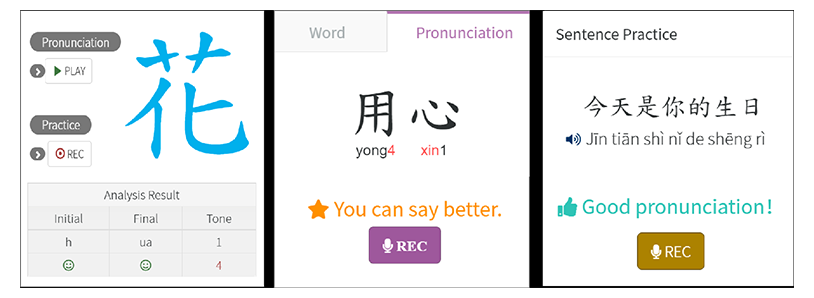 Pronunciation
PLAY
花
Practice
REC
Analysis Result
Initial Final Tone
h ua 1
4
Word Pronunciation
用心
yong4 xin1
You can say better.
REC
Sentence Practice
今天是你的生日
Jīn tiān shì nǐ de shēng rì
Good pronunciation!
REC